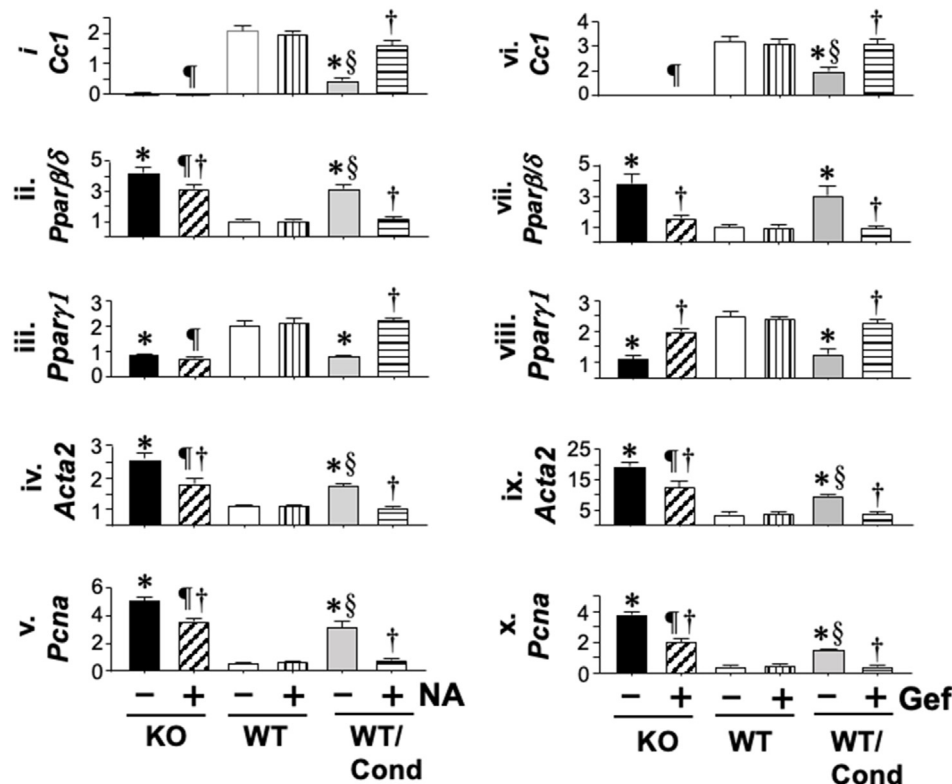 i
Cc1
2
1
0
¶
*§
†
ii.
Pparβ/δ
5
3
1
*
¶†
*§
†
iii.
Pparγ1
3
2
1
0
*
¶
*
†
iv.
Acta2
3
2
1
*
¶†
*§
†
v.
Pcna
6
4
2
0
*
¶†
*§
†
− + − + − + NA
KO WT WT/
Cond
vi.
Cc1
4
3
2
0
¶
*§
†
vii.
Pparβ/δ
5
3
1
*
†
*
†
viii.
Pparγ1
3
2
1
*
†
*
†
ix.
Acta2
25
15
5
*
¶†
*§
†
x.
Pcna
4
2
0
*
¶†
*§
†
− + − + − + Gef
KO WT WT/
Cond